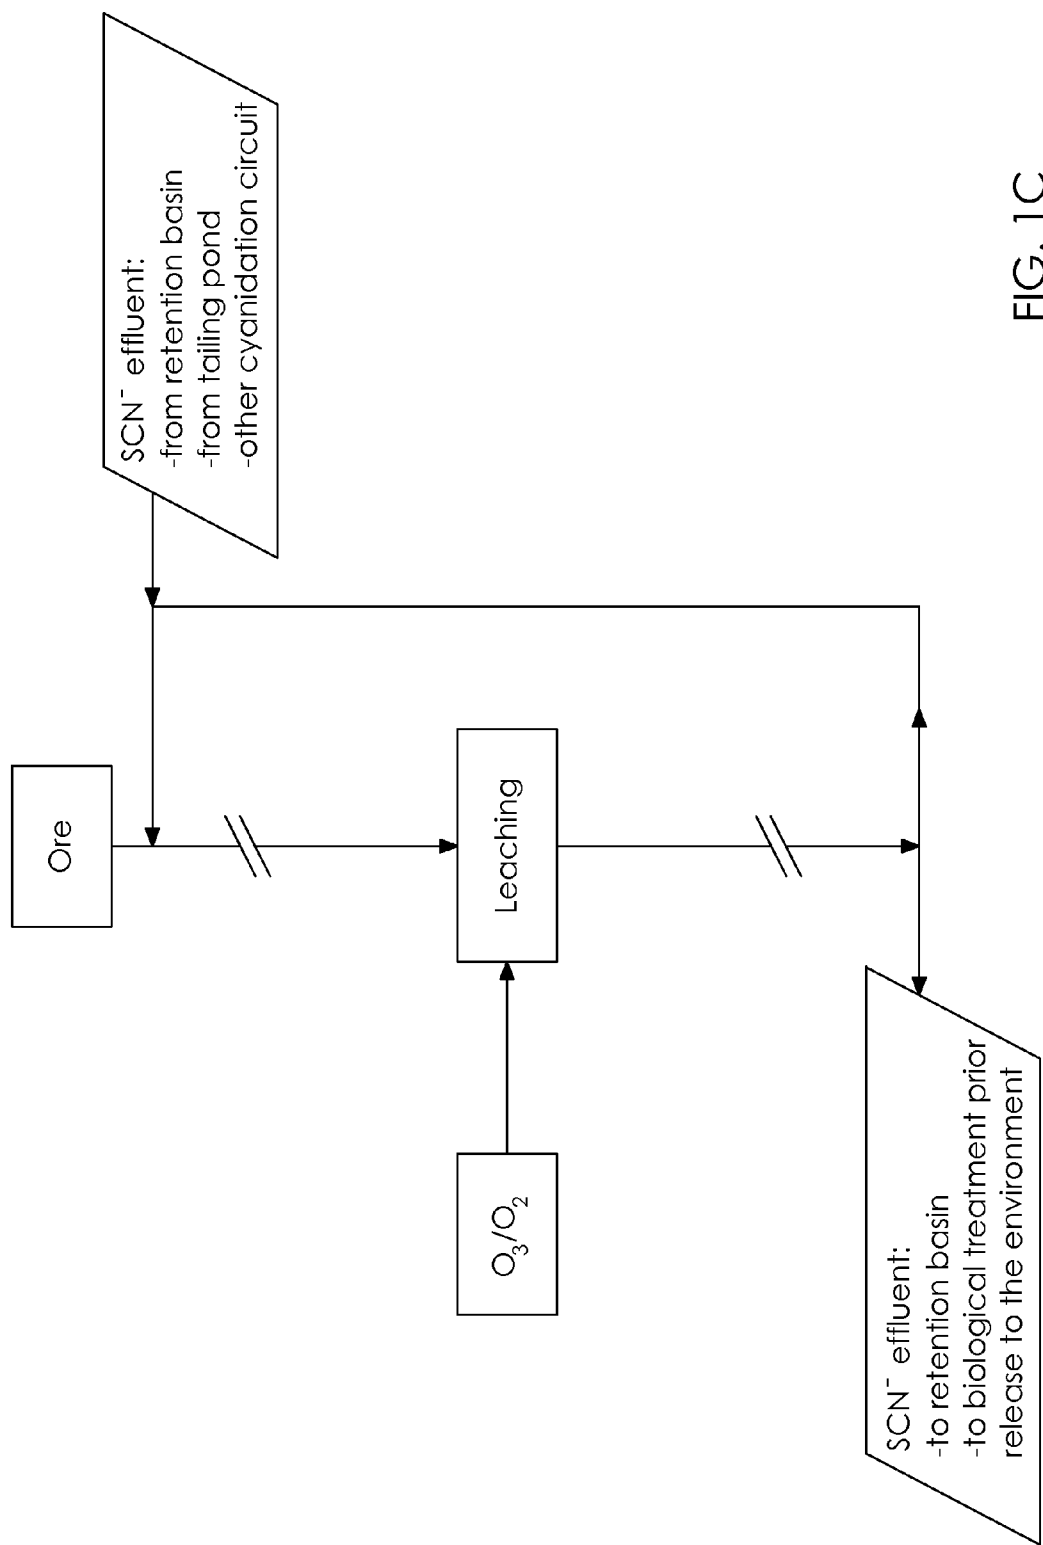 Ore
SCN⁻ effluent:
-from retention basin
-from tailing pond
-other cyanidation circuit
O₃/O₂
Leaching
SCN⁻ effluent:
-to retention basin
-to biological treatment prior
release to the environment
FIG. 1C